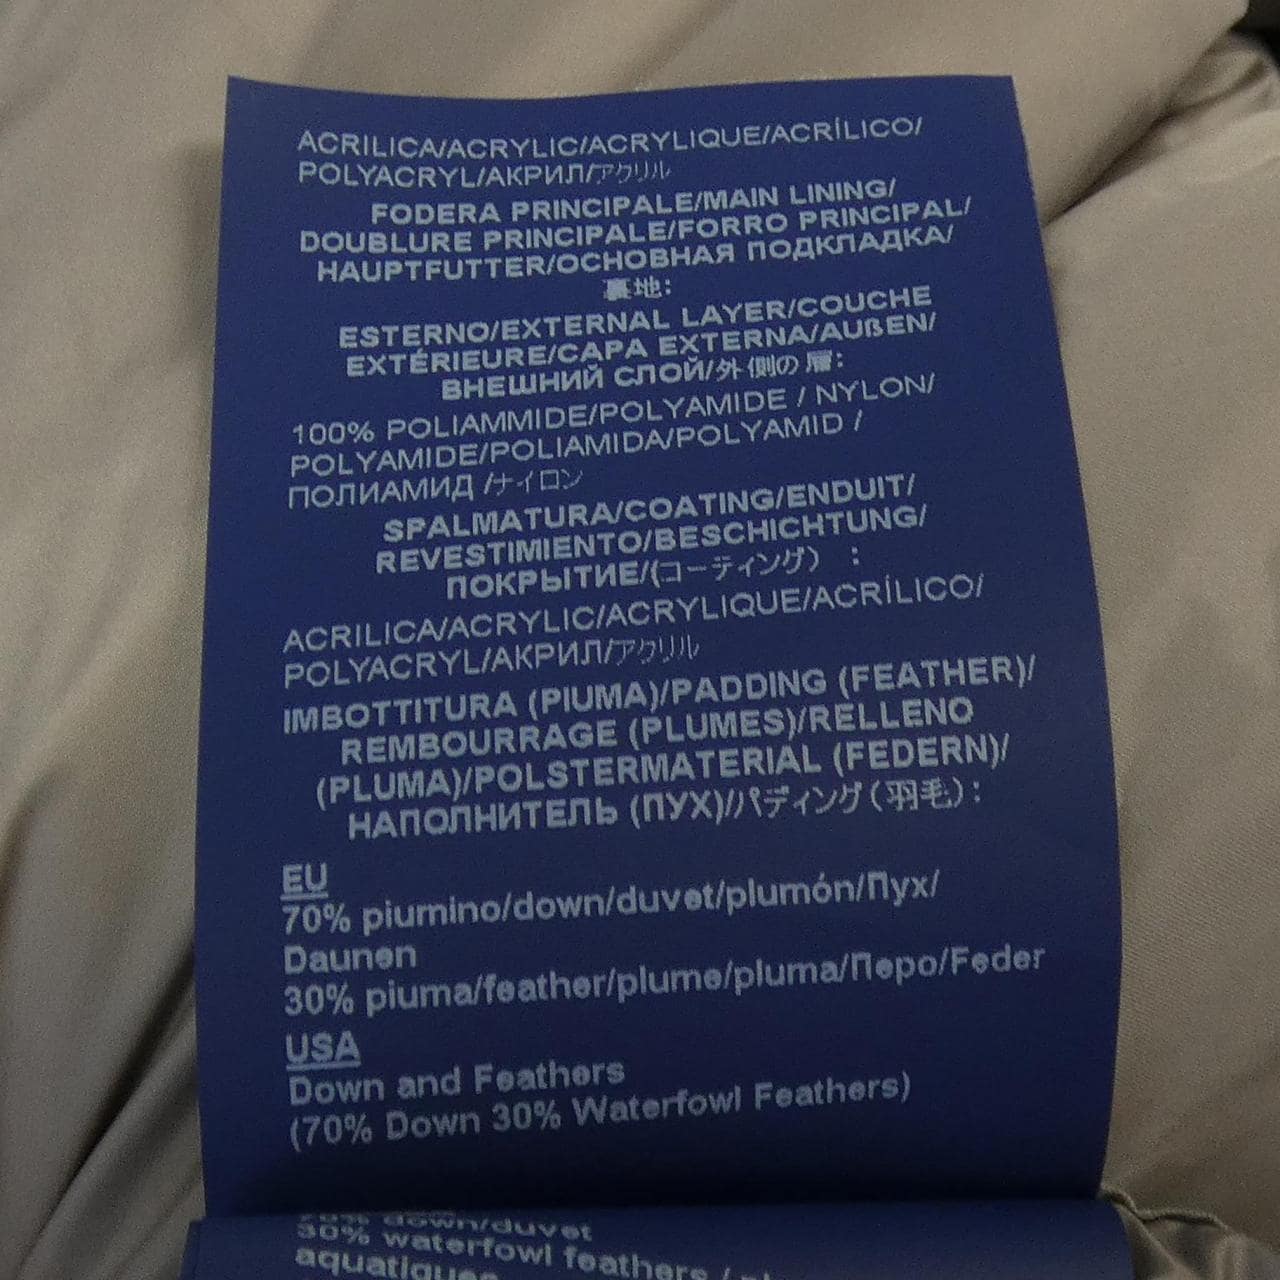 ACRILICA/ACRYLIC/ACRYLIQUE/ACRÍLICO/
POLYACRYL/АКРИЛ/アクリル
FODERA PRINCIPALE/MAIN LINING/
DOUBLURE PRINCIPALE/FORRO PRINCIPAL/
HAUPTFUTTER/ОСНОВНАЯ ПОДКЛАДКА/
裏地:
ESTERNO/EXTERNAL LAYER/COUCHE
EXTÉRIEURE/CAPA EXTERNA/AUßEN/
ВНЕШНИЙ СЛОЙ/外側の層:
100% POLIAMMIDE/POLYAMIDE / NYLON/
POLYAMIDE/POLIAMIDA/POLYAMID /
ПОЛИАМИД /ナイロン
SPALMATURA/COATING/ENDUIT/
REVESTIMIENTO/BESCHICHTUNG/
ПОКРЫТИЕ/(コーティング) :
ACRILICA/ACRYLIC/ACRYLIQUE/ACRÍLICO/
POLYACRYL/АКРИЛ/アクリル
IMBOTTITURA (PIUMA)/PADDING (FEATHER)/
REMBOURRAGE (PLUMES)/RELLENO
(PLUMA)/POLSTERMATERIAL (FEDERN)/
НАПОЛНИТЕЛЬ (ПУХ)/パディング(羽毛):
EU
70% piumino/down/duvet/plumón/Пух/
Daunen
30% piuma/feather/plume/pluma/Перо/Feder
USA
Down and Feathers
(70% Down 30% Waterfowl Feathers)
down/duvet
30% waterfowl feathers /
aquatiques